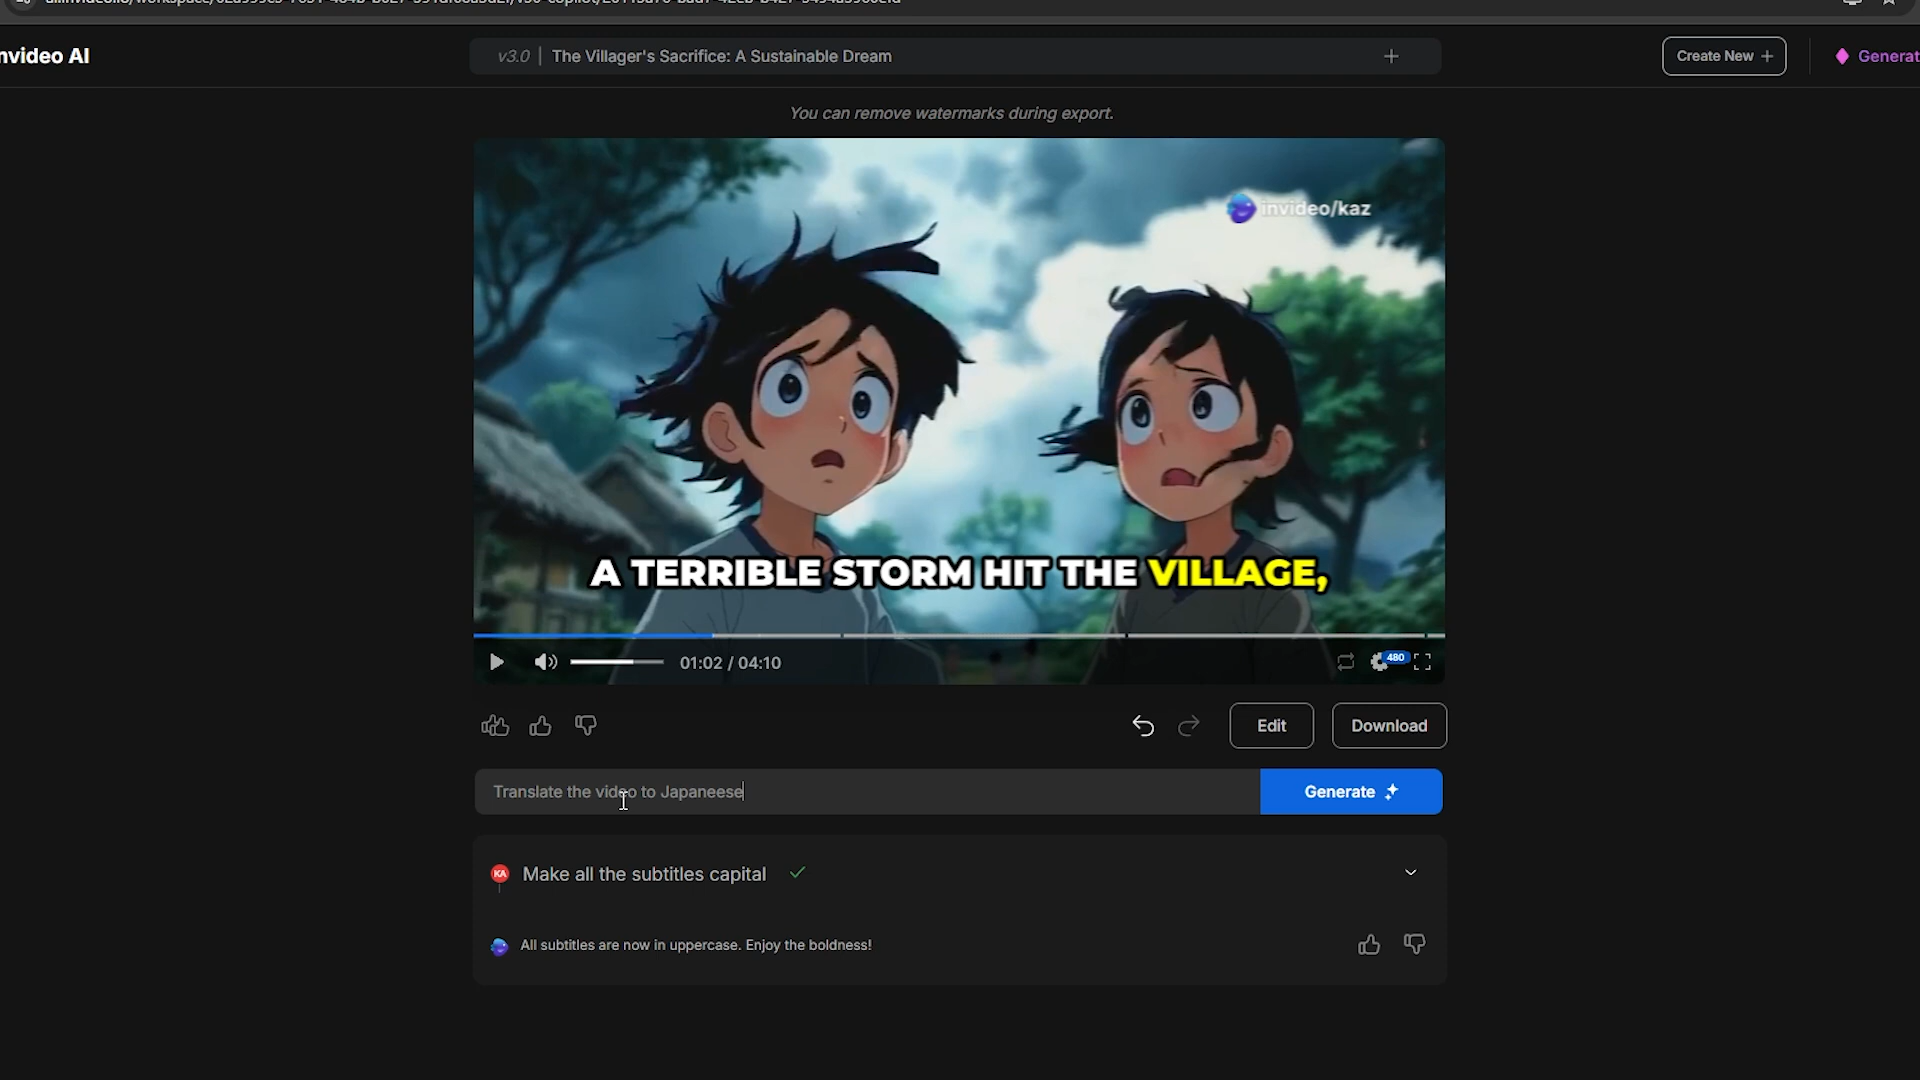 nvideo AI
v3.0 | The Villager's Sacrifice: A Sustainable Dream
Create New +
Generat
You can remove watermarks during export.
invideo/kaz
A TERRIBLE STORM HIT THE VILLAGE,
01:02 / 04:10
480
Edit
Download
Translate the video to Japaneese
Generate
KA
Make all the subtitles capital
All subtitles are now in uppercase. Enjoy the boldness!